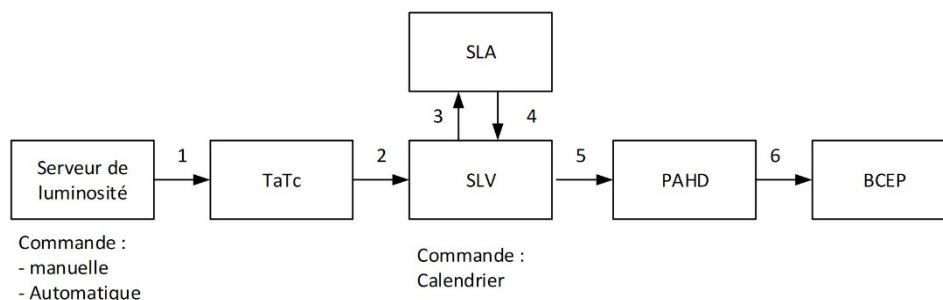 SLA
3
4
1
2
5
6
Serveur de
luminosité
TaTc
SLV
PAHD
BCEP
Commande :
- manuelle
- Automatique
Commande :
Calendrier